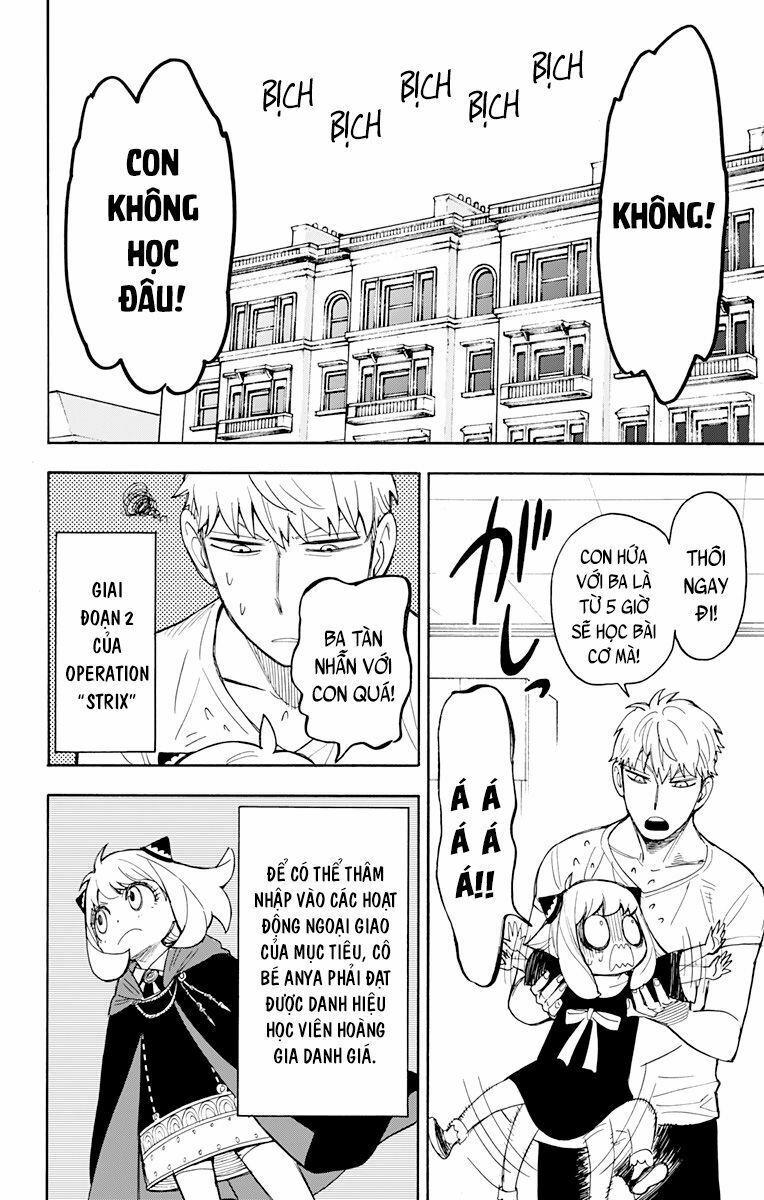 KHÔNG!
BỊCH
BỊCH
BỊCH
BỊCH
BỊCH
CON
KHÔNG
HỌC
ĐÂU!
THÔI
NGAY
ĐI!
CON HỨA
VỚI BA LÀ
TỪ 5 GIỜ
SẼ HỌC BÀI
CƠ MÀ!
ガシッ
Á Á
Á Á
Á!!
BA TÀN
NHẪN VỚI
CON QUÁ!
GIAI
ĐOẠN 2
CỦA
OPERATION
“STRIX”
ĐỂ CÓ THỂ THÂM
NHẬP VÀO CÁC HOẠT
ĐỘNG NGOẠI GIAO
CỦA MỤC TIÊU, CÔ
BÉ ANYA PHẢI ĐẠT
ĐƯỢC DANH HIỆU
HỌC VIÊN HOÀNG
GIA DANH GIÁ.